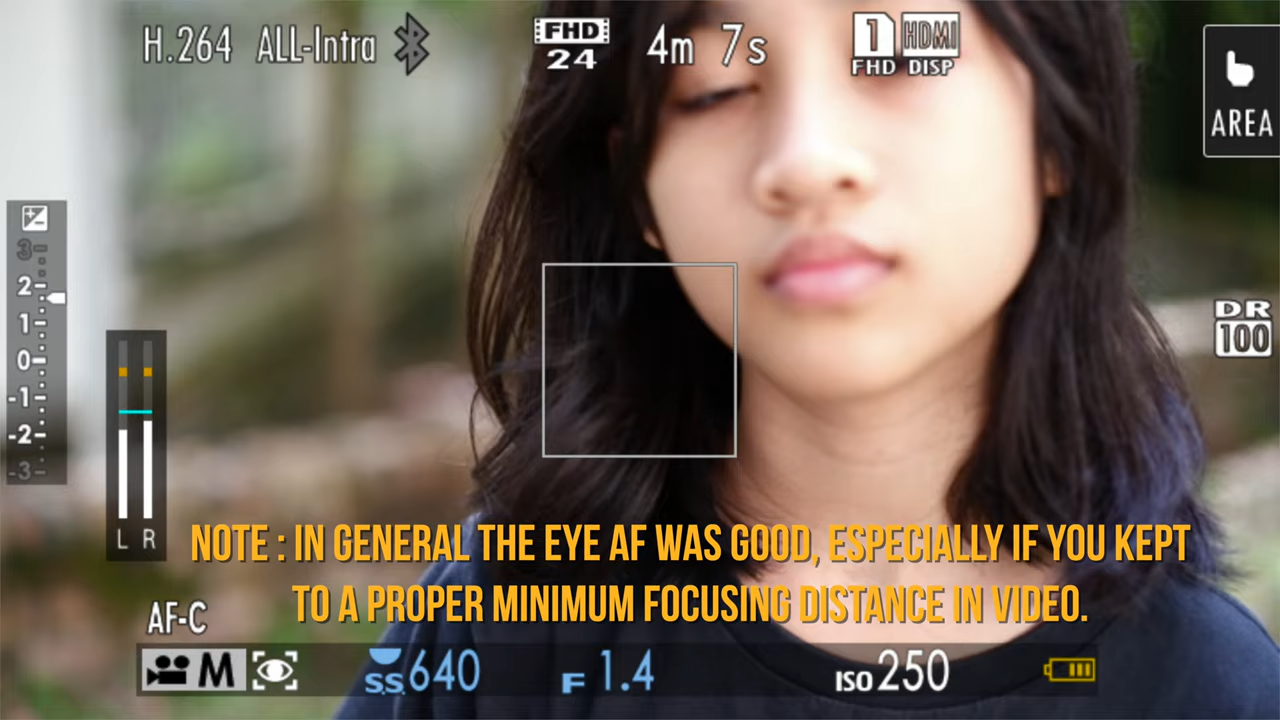 H.264 ALL-Intra FHD 24 4m 7s 1 FHD HDMI DISP
AREA
3
2
1
0
-1
-2
-3
DR
100
L R
NOTE : IN GENERAL THE EYE AF WAS GOOD, ESPECIALLY IF YOU KEPT
TO A PROPER MINIMUM FOCUSING DISTANCE IN VIDEO.
AF-C
M S.S. 640 F 1.4 ISO 250